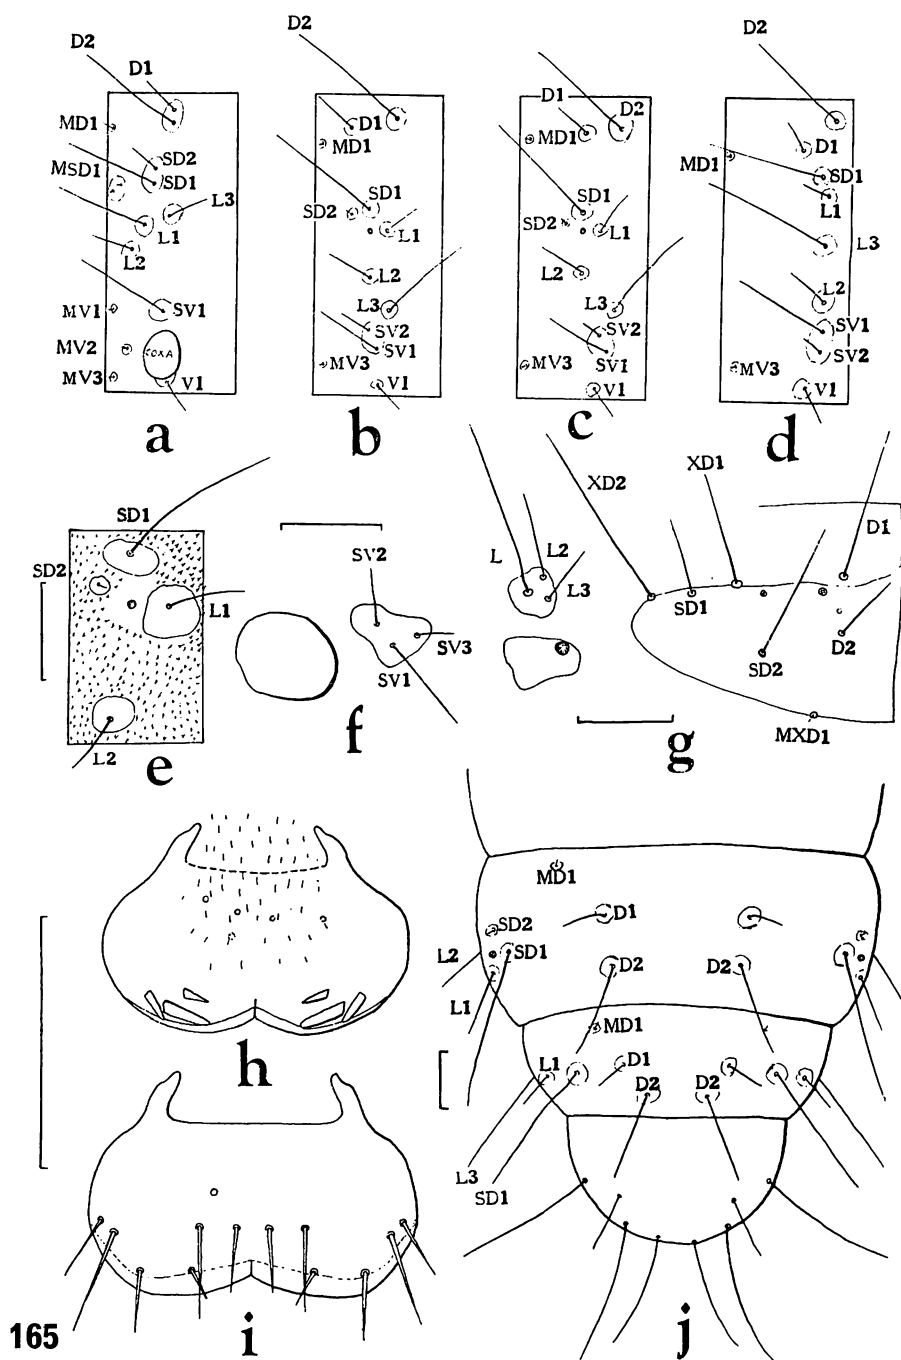 D2
D1
MD1
MSD1
SD2
SD1
L3
L1
L2
MV1
SV1
MV2
COXA
MV3
V1
a
D2
D1
MD1
SD1
SD2
L1
L2
L3
SV2
SV1
MV3
V1
b
D1
D2
MD1
SD1
SD2
L1
L2
L3
SV2
SV1
MV3
V1
c
D2
D1
MD1
SD1
L1
L3
L2
SV1
SV2
MV3
V1
d
SD1
SD2
L1
L2
e
SV2
SV3
SV1
f
XD2
XD1
L
L2
L3
D1
SD1
D2
SD2
MXD1
g
h
i
MD1
D1
SD2
L2
SD1
D2
D2
L1
MD1
L1
D1
D2
D2
L3
SD1
j
165